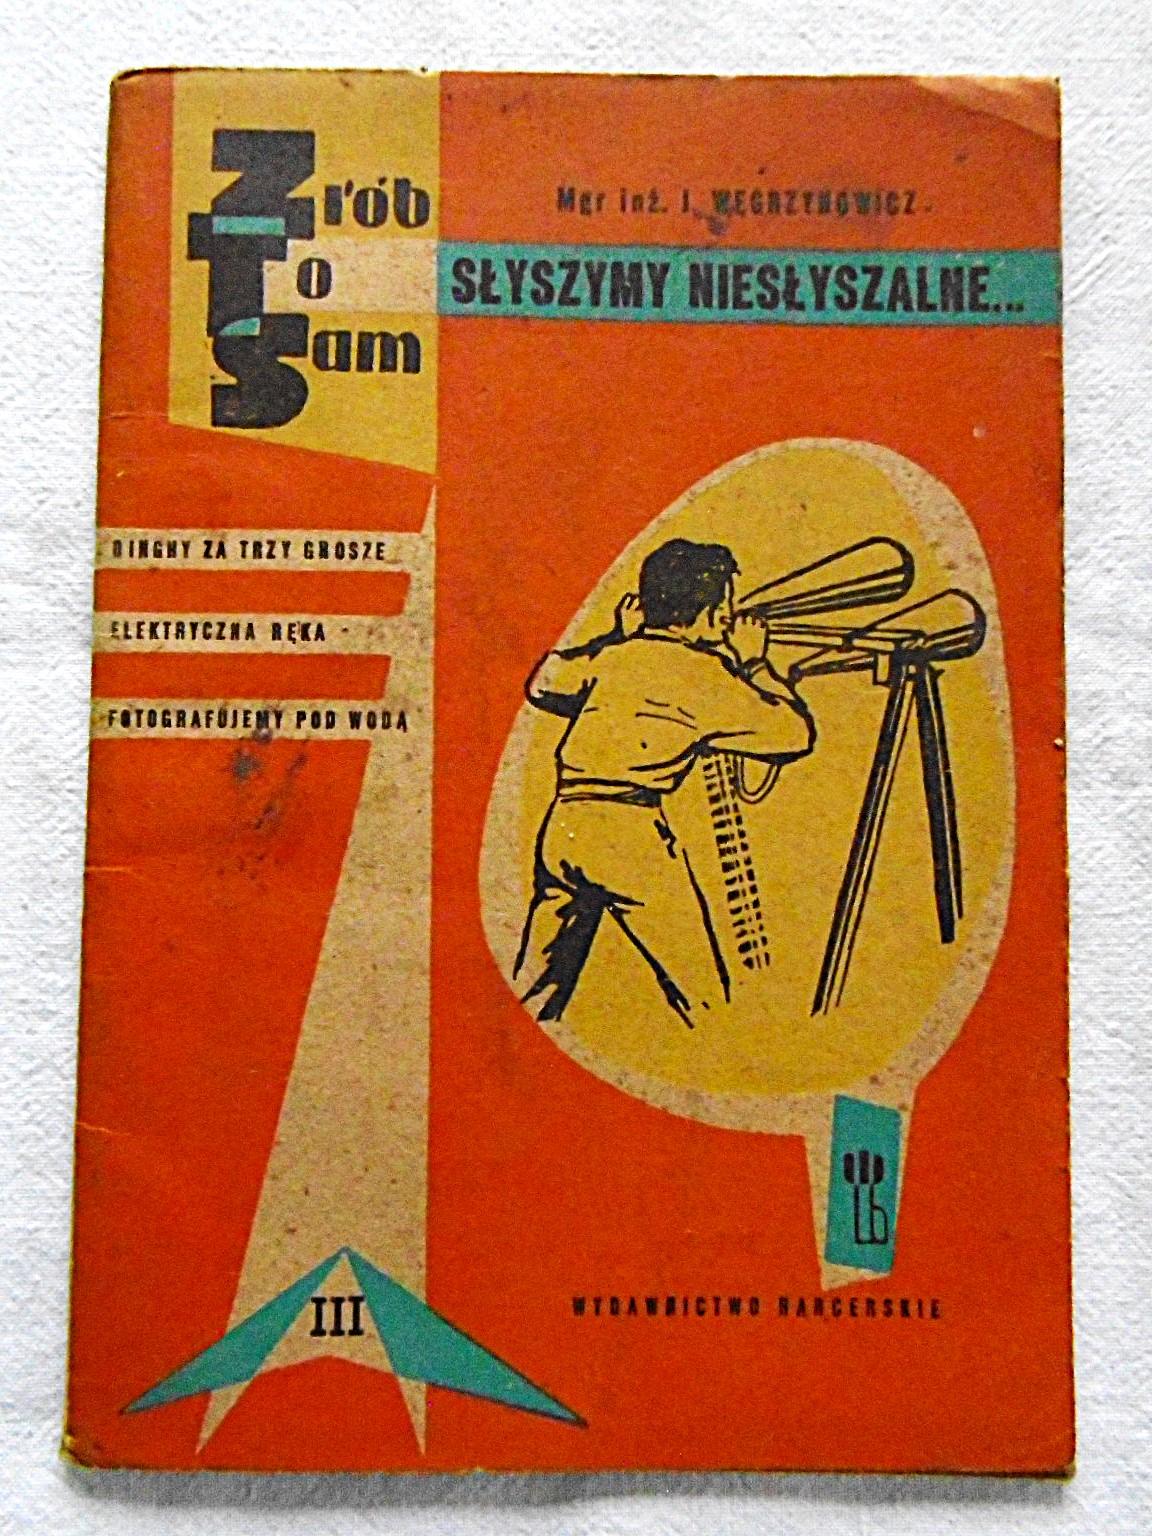 Zrób
To
Sam
Mgr inż. I. WĘGRZYNOWICZ
SŁYSZYMY NIESŁYSZALNE...
DINGHY ZA TRZY GROSZE
ELEKTRYCZNA RĘKA
FOTOGRAFUJEMY POD WODĄ
III
WYDAWNICTWO HARCERSKIE